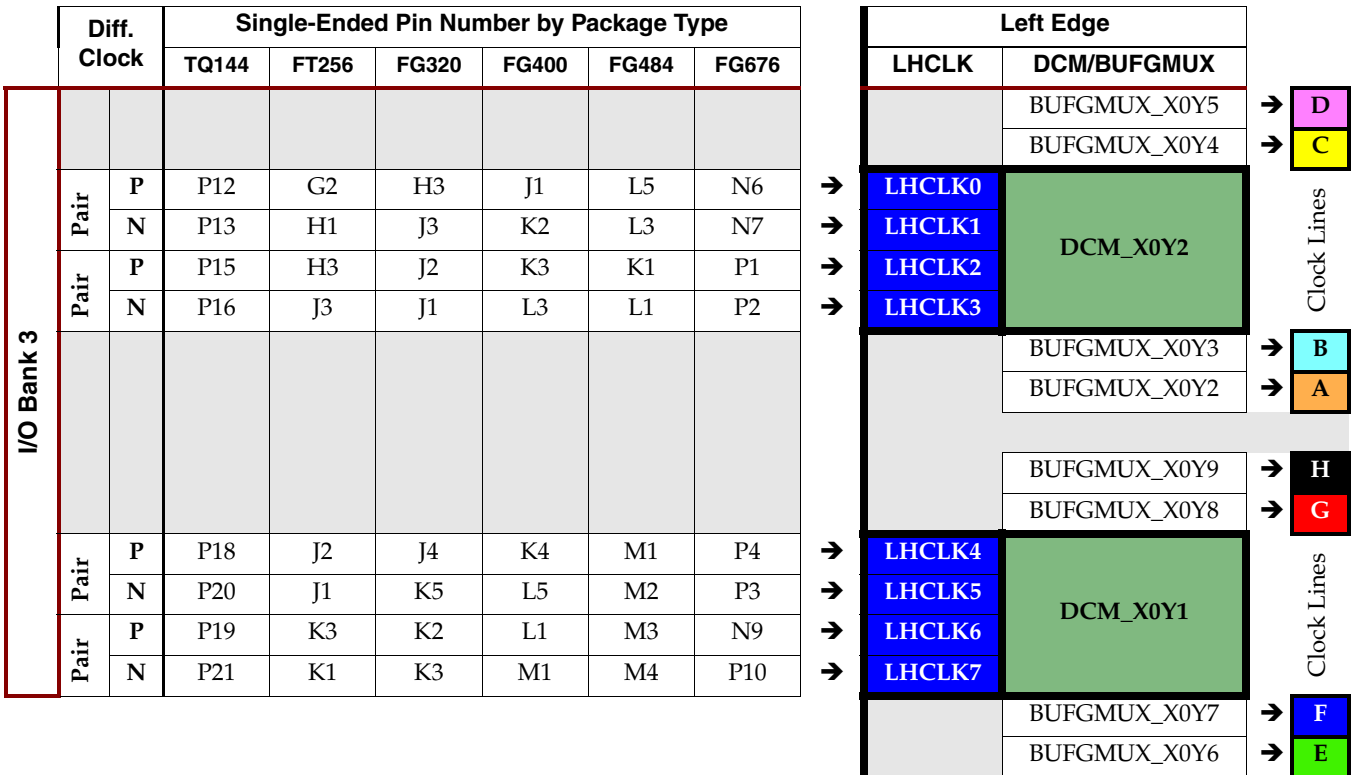 Diff. Clock Single-Ended Pin Number by Package Type Left Edge
TQ144 FT256 FG320 FG400 FG484 FG676 LHCLK DCM/BUFGMUX
BUFGMUX_X0Y5 ➔ D
BUFGMUX_X0Y4 ➔ C
Pair P P12 G2 H3 J1 L5 N6 ➔ LHCLK0
N P13 H1 J3 K2 L3 N7 ➔ LHCLK1
DCM_X0Y2
Clock Lines
Pair P P15 H3 J2 K3 K1 P1 ➔ LHCLK2
N P16 J3 J1 L3 L1 P2 ➔ LHCLK3
I/O Bank 3
BUFGMUX_X0Y3 ➔ B
BUFGMUX_X0Y2 ➔ A
BUFGMUX_X0Y9 ➔ H
BUFGMUX_X0Y8 ➔ G
Pair P P18 J2 J4 K4 M1 P4 ➔ LHCLK4
N P20 J1 K5 L5 M2 P3 ➔ LHCLK5
DCM_X0Y1
Clock Lines
Pair P P19 K3 K2 L1 M3 N9 ➔ LHCLK6
N P21 K1 K3 M1 M4 P10 ➔ LHCLK7
BUFGMUX_X0Y7 ➔ F
BUFGMUX_X0Y6 ➔ E